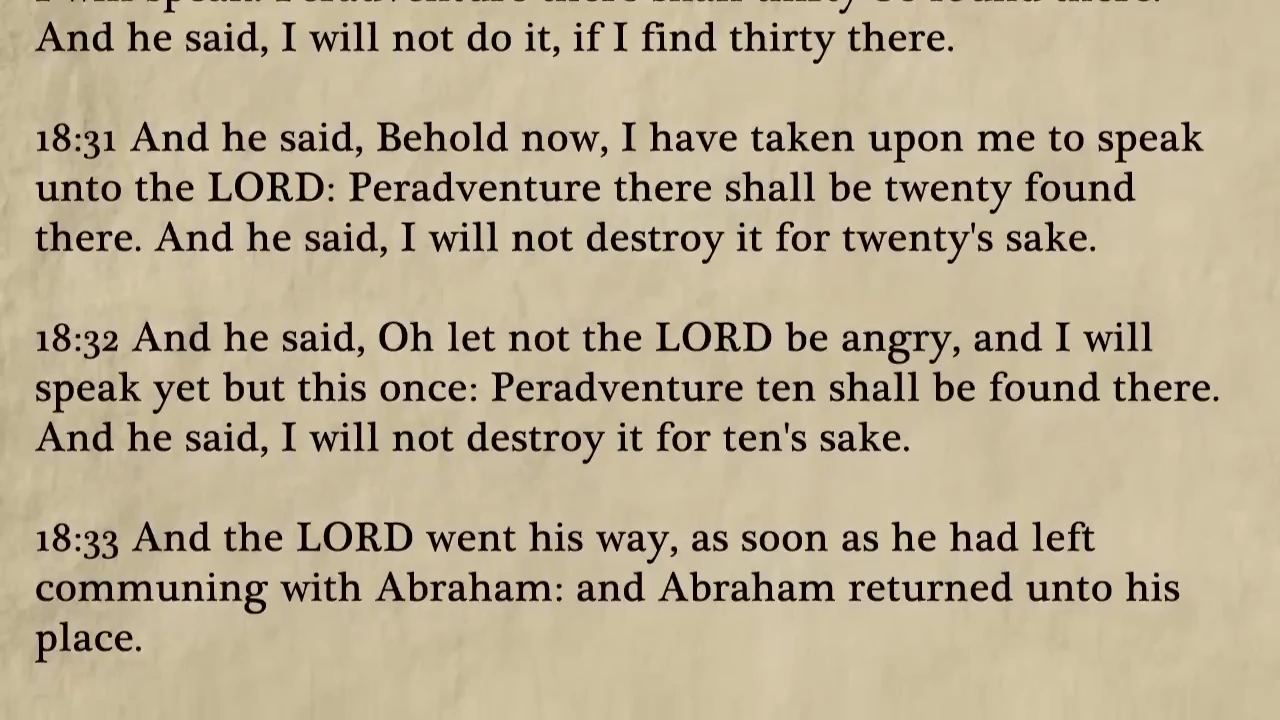 And he said, I will not do it, if I find thirty there.
18:31 And he said, Behold now, I have taken upon me to speak
unto the LORD: Peradventure there shall be twenty found
there. And he said, I will not destroy it for twenty's sake.
18:32 And he said, Oh let not the LORD be angry, and I will
speak yet but this once: Peradventure ten shall be found there.
And he said, I will not destroy it for ten's sake.
18:33 And the LORD went his way, as soon as he had left
communing with Abraham: and Abraham returned unto his
place.